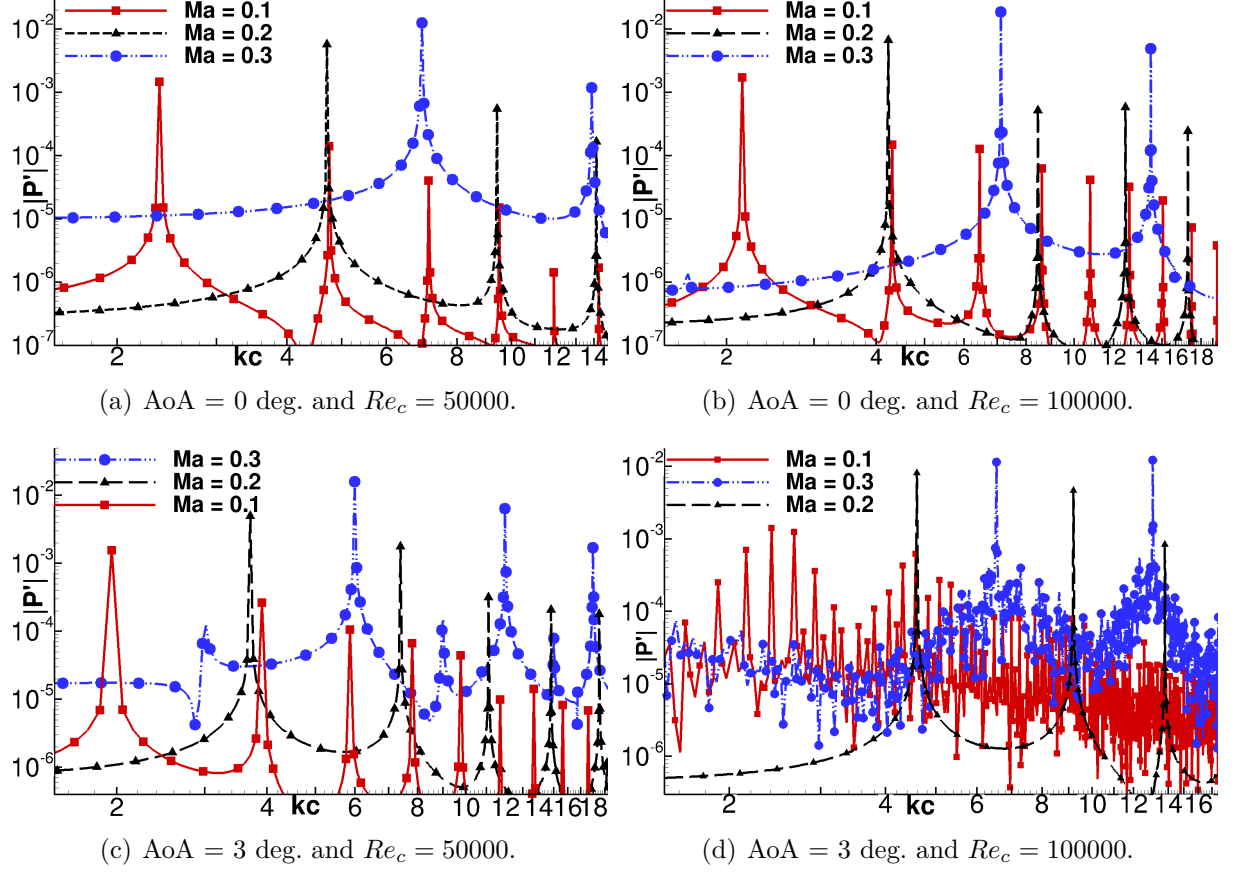 10-2
10-3
10-4
10-5
10-6
10-7
|P'|
Ma = 0.1
Ma = 0.2
Ma = 0.3
2 4 6 8 10 12 14
kc
(a) AoA = 0 deg. and Re_c = 50000.
10-2
10-3
10-4
10-5
10-6
10-7
|P'|
Ma = 0.1
Ma = 0.2
Ma = 0.3
2 4 6 8 10 12 14 16 18
kc
(b) AoA = 0 deg. and Re_c = 100000.
10-2
10-3
10-4
10-5
10-6
|P'|
Ma = 0.3
Ma = 0.2
Ma = 0.1
2 4 6 8 10 12 14 16 18
kc
(c) AoA = 3 deg. and Re_c = 50000.
10-2
10-3
10-4
10-5
10-6
|P'|
Ma = 0.1
Ma = 0.3
Ma = 0.2
2 4 6 8 10 12 14 16
kc
(d) AoA = 3 deg. and Re_c = 100000.